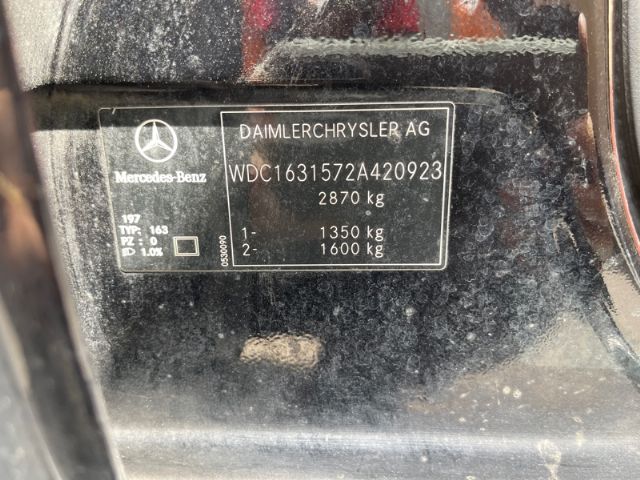 DAIMLERCHRYSLER AG
Mercedes-Benz
WDC1631572A420923
2870 kg
1- 1350 kg
2- 1600 kg
197
TYP: 163
PZ : 0
1.0%
0530090